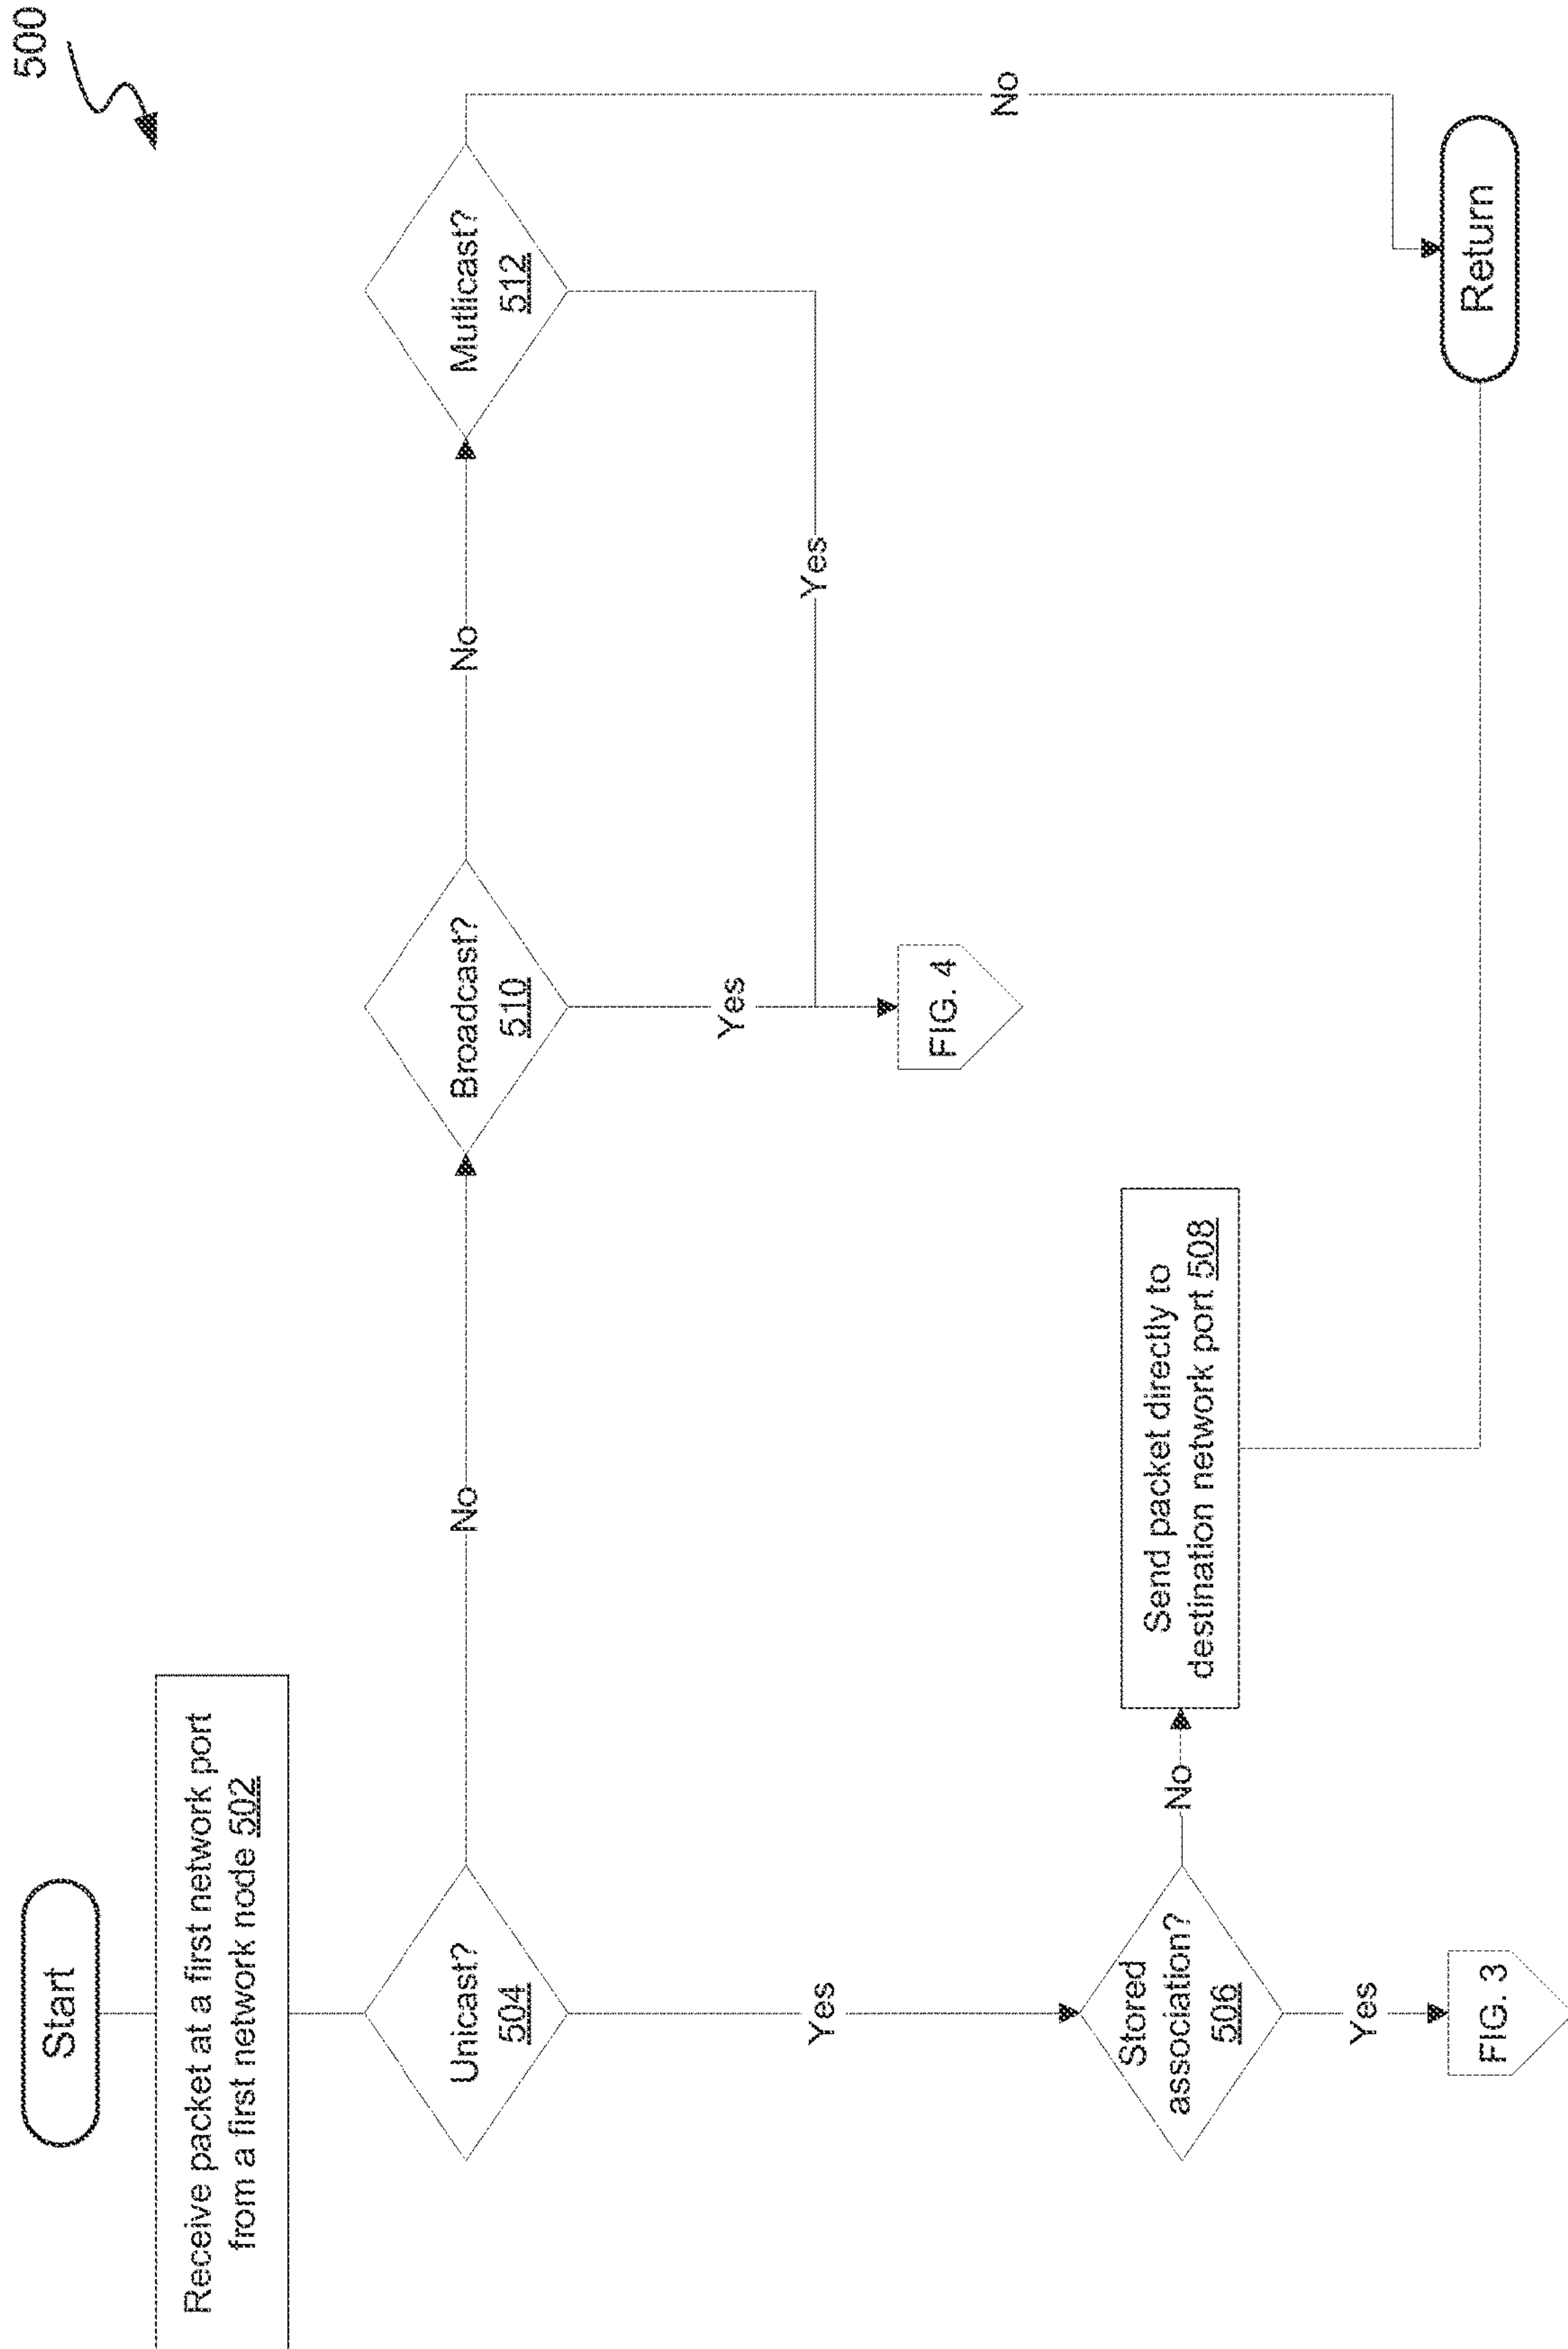 500
Start
Receive packet at a first network port
from a first network node 502
Unicast?
504
No
Broadcast?
510
No
Mutlicast?
512
Yes
Yes
Yes
No
FIG. 4
Stored
association?
506
No
Send packet directly to
destination network port 508
Yes
FIG. 3
Return